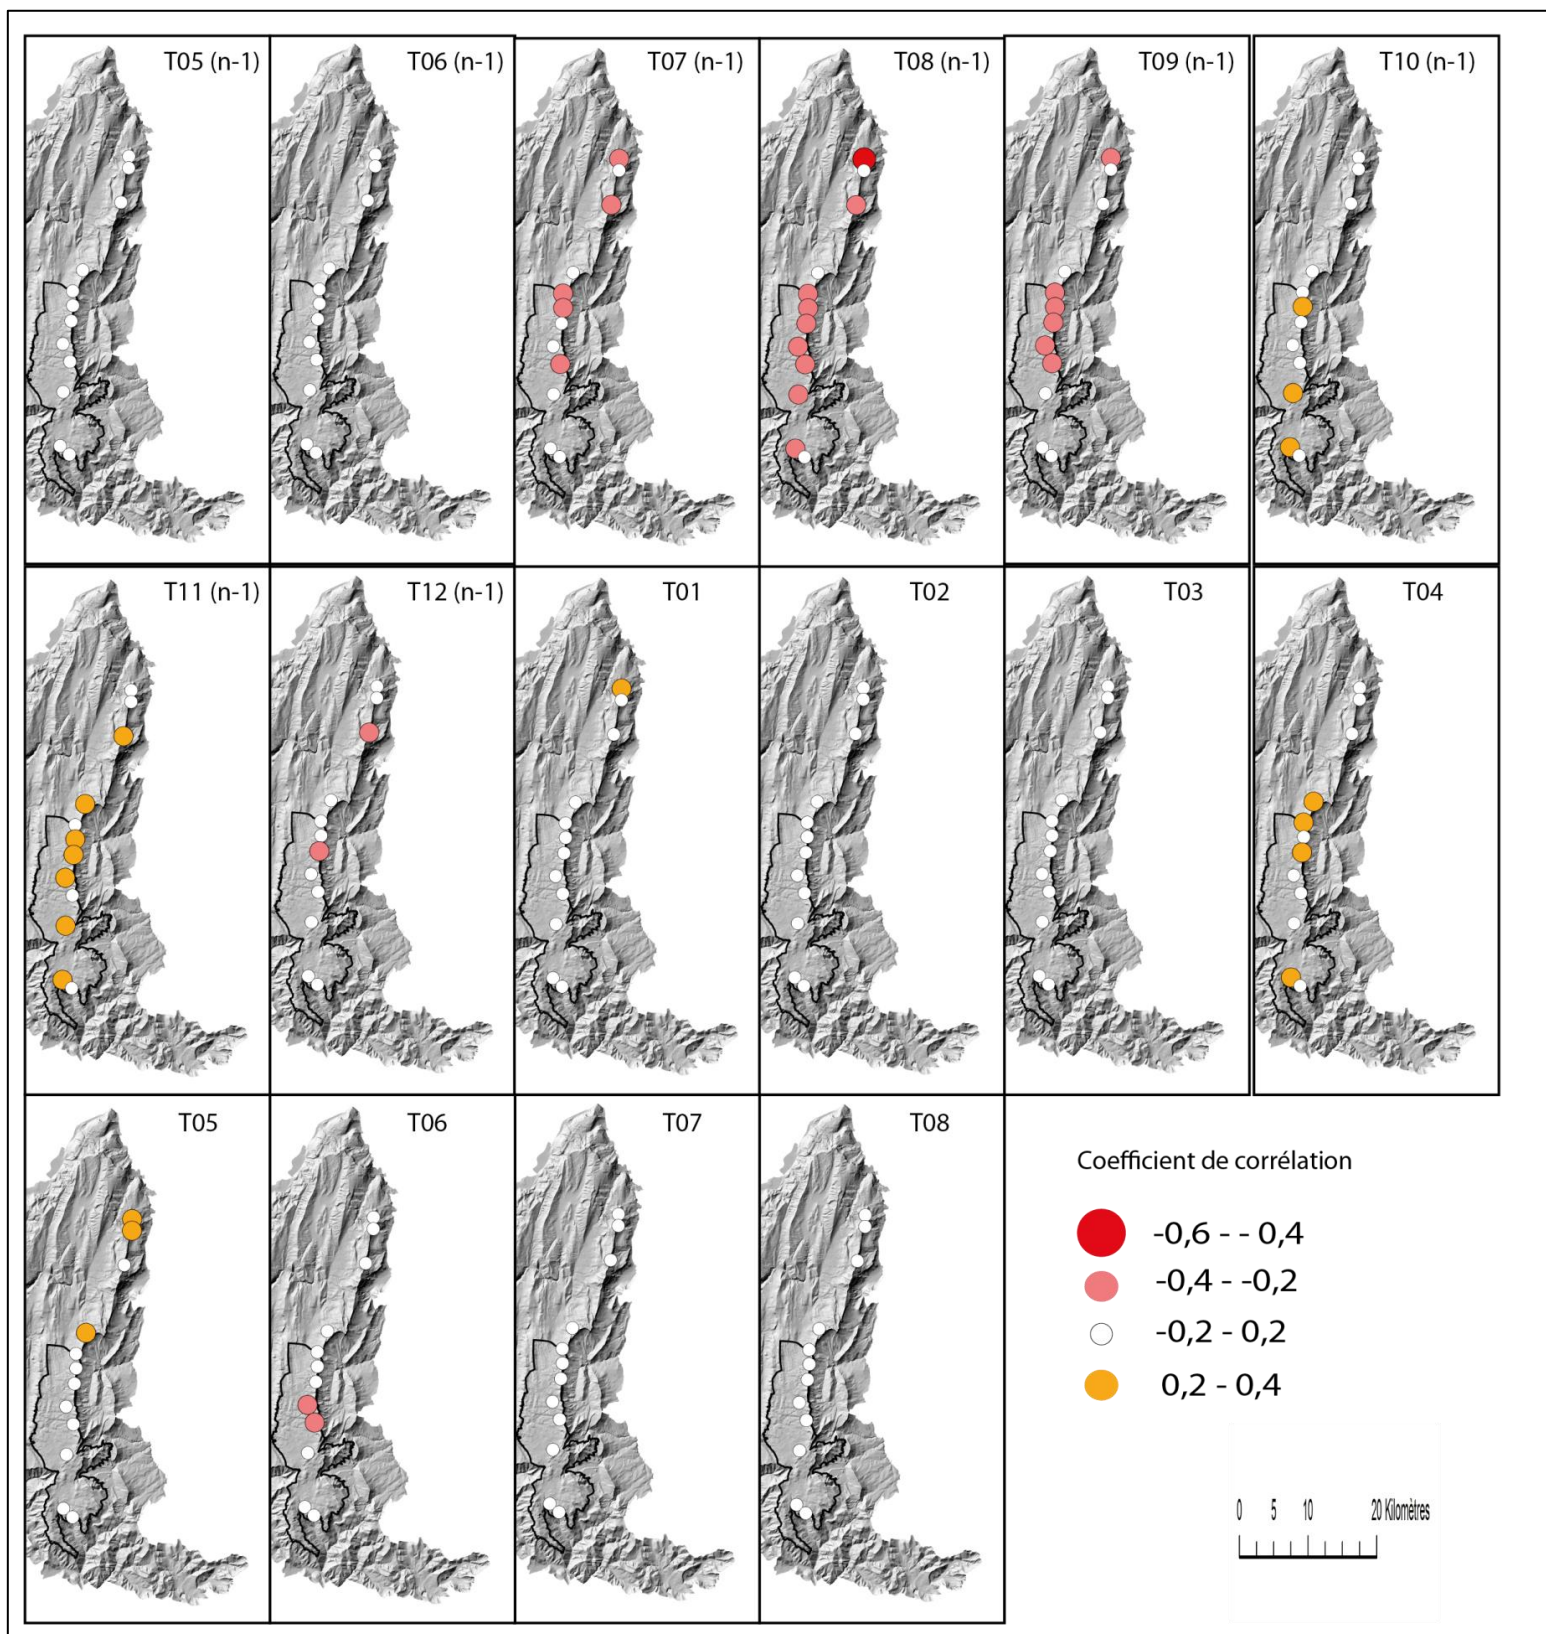 T05 (n-1)
T06 (n-1)
T07 (n-1)
T08 (n-1)
T09 (n-1)
T10 (n-1)
T11 (n-1)
T12 (n-1)
T01
T02
T03
T04
T05
T06
T07
T08
Coefficient de corrélation
-0,6 - - 0,4
-0,4 - -0,2
-0,2 - 0,2
0,2 - 0,4
0 5 10 20 Kilomètres